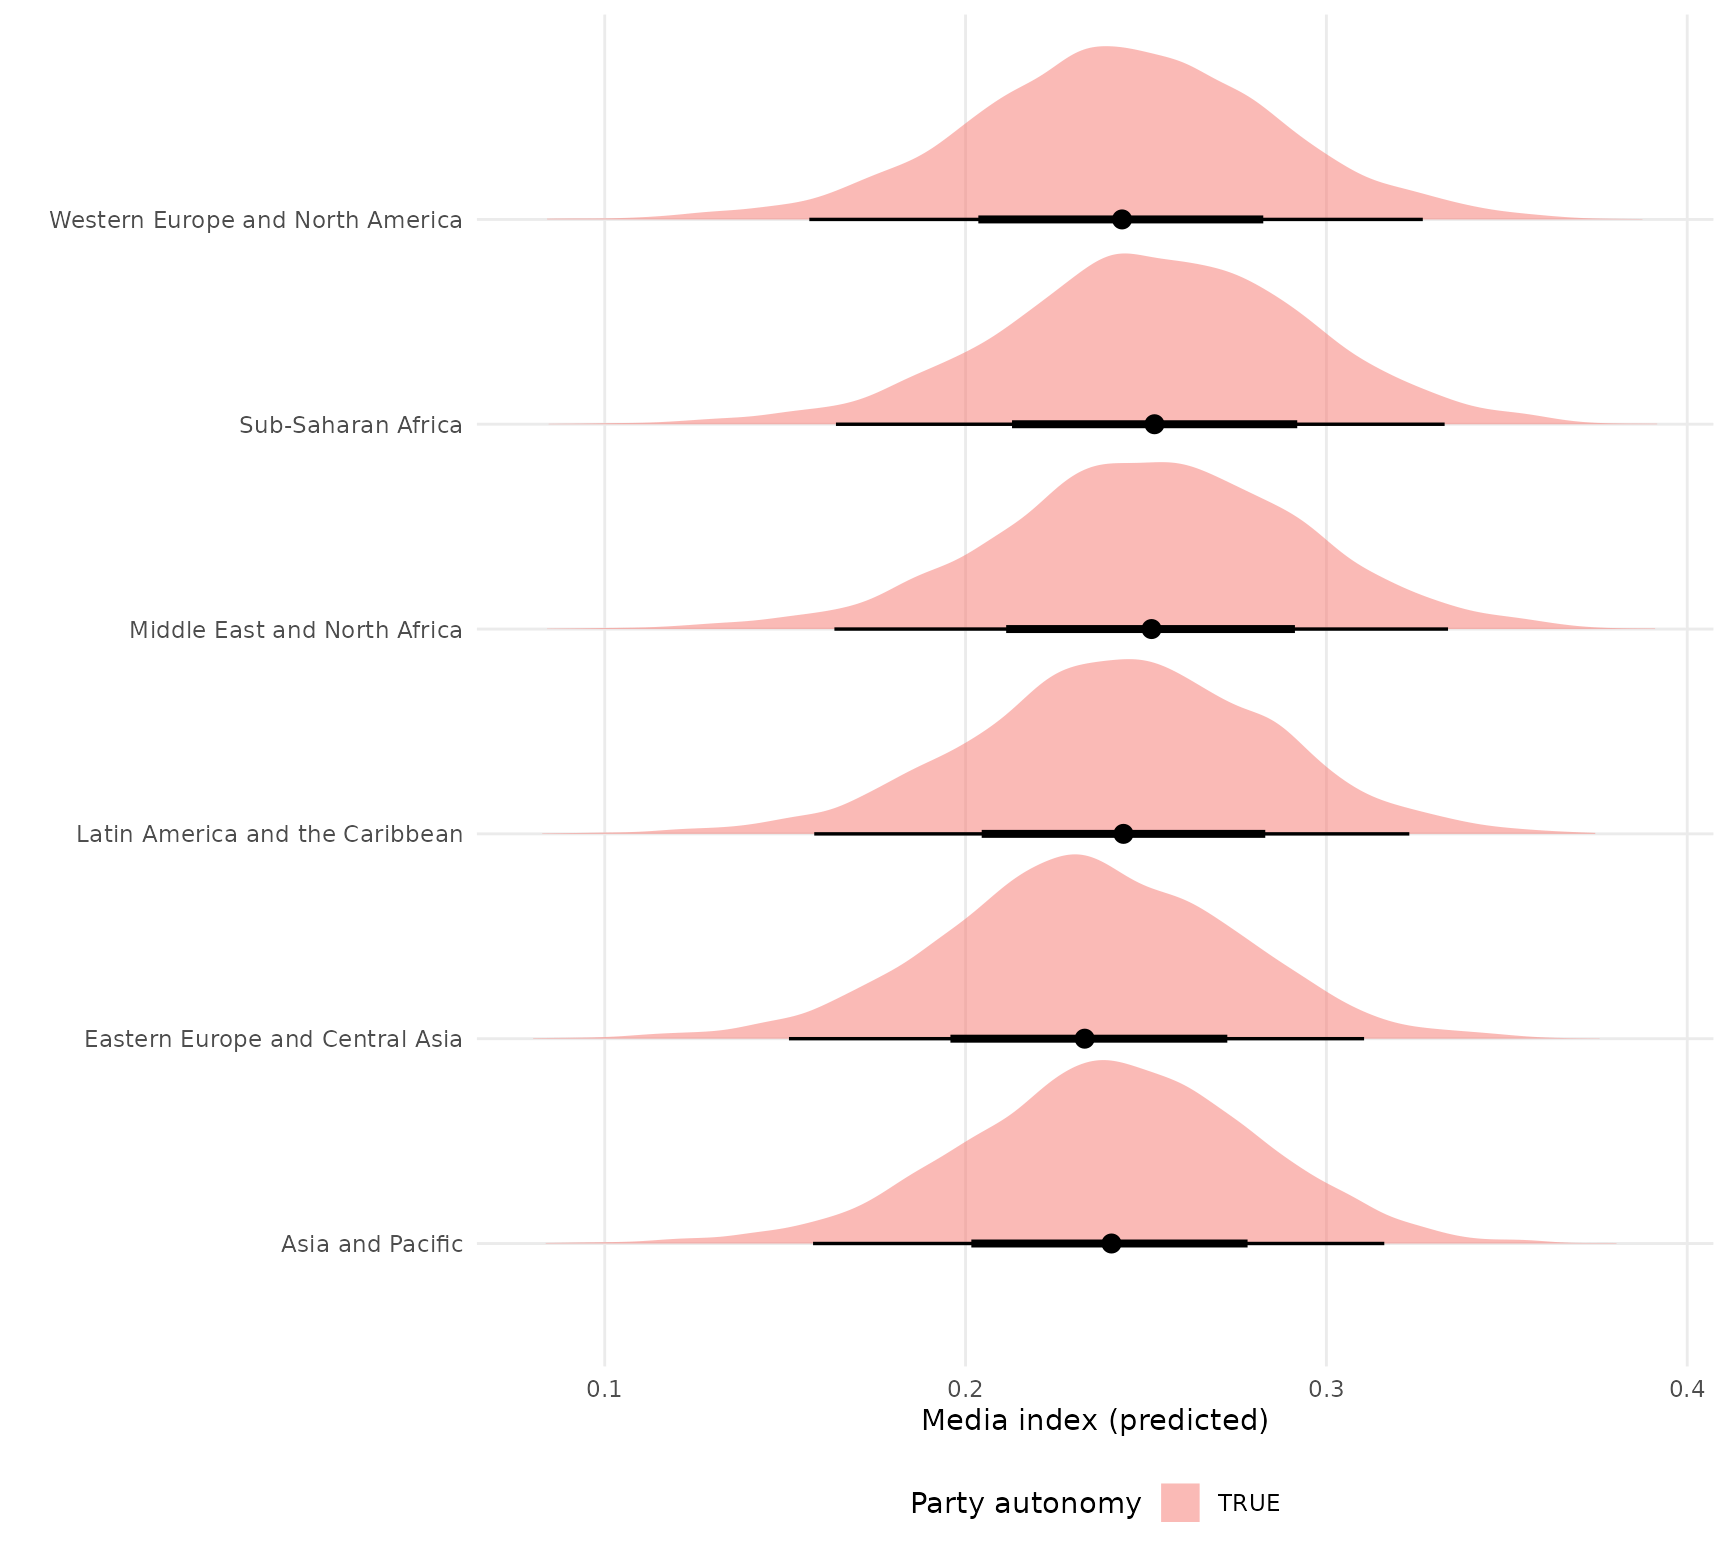 Western Europe and North America
Sub-Saharan Africa
Middle East and North Africa
Latin America and the Caribbean
Eastern Europe and Central Asia
Asia and Pacific
0.1 0.2 0.3 0.4
Media index (predicted)
Party autonomy TRUE